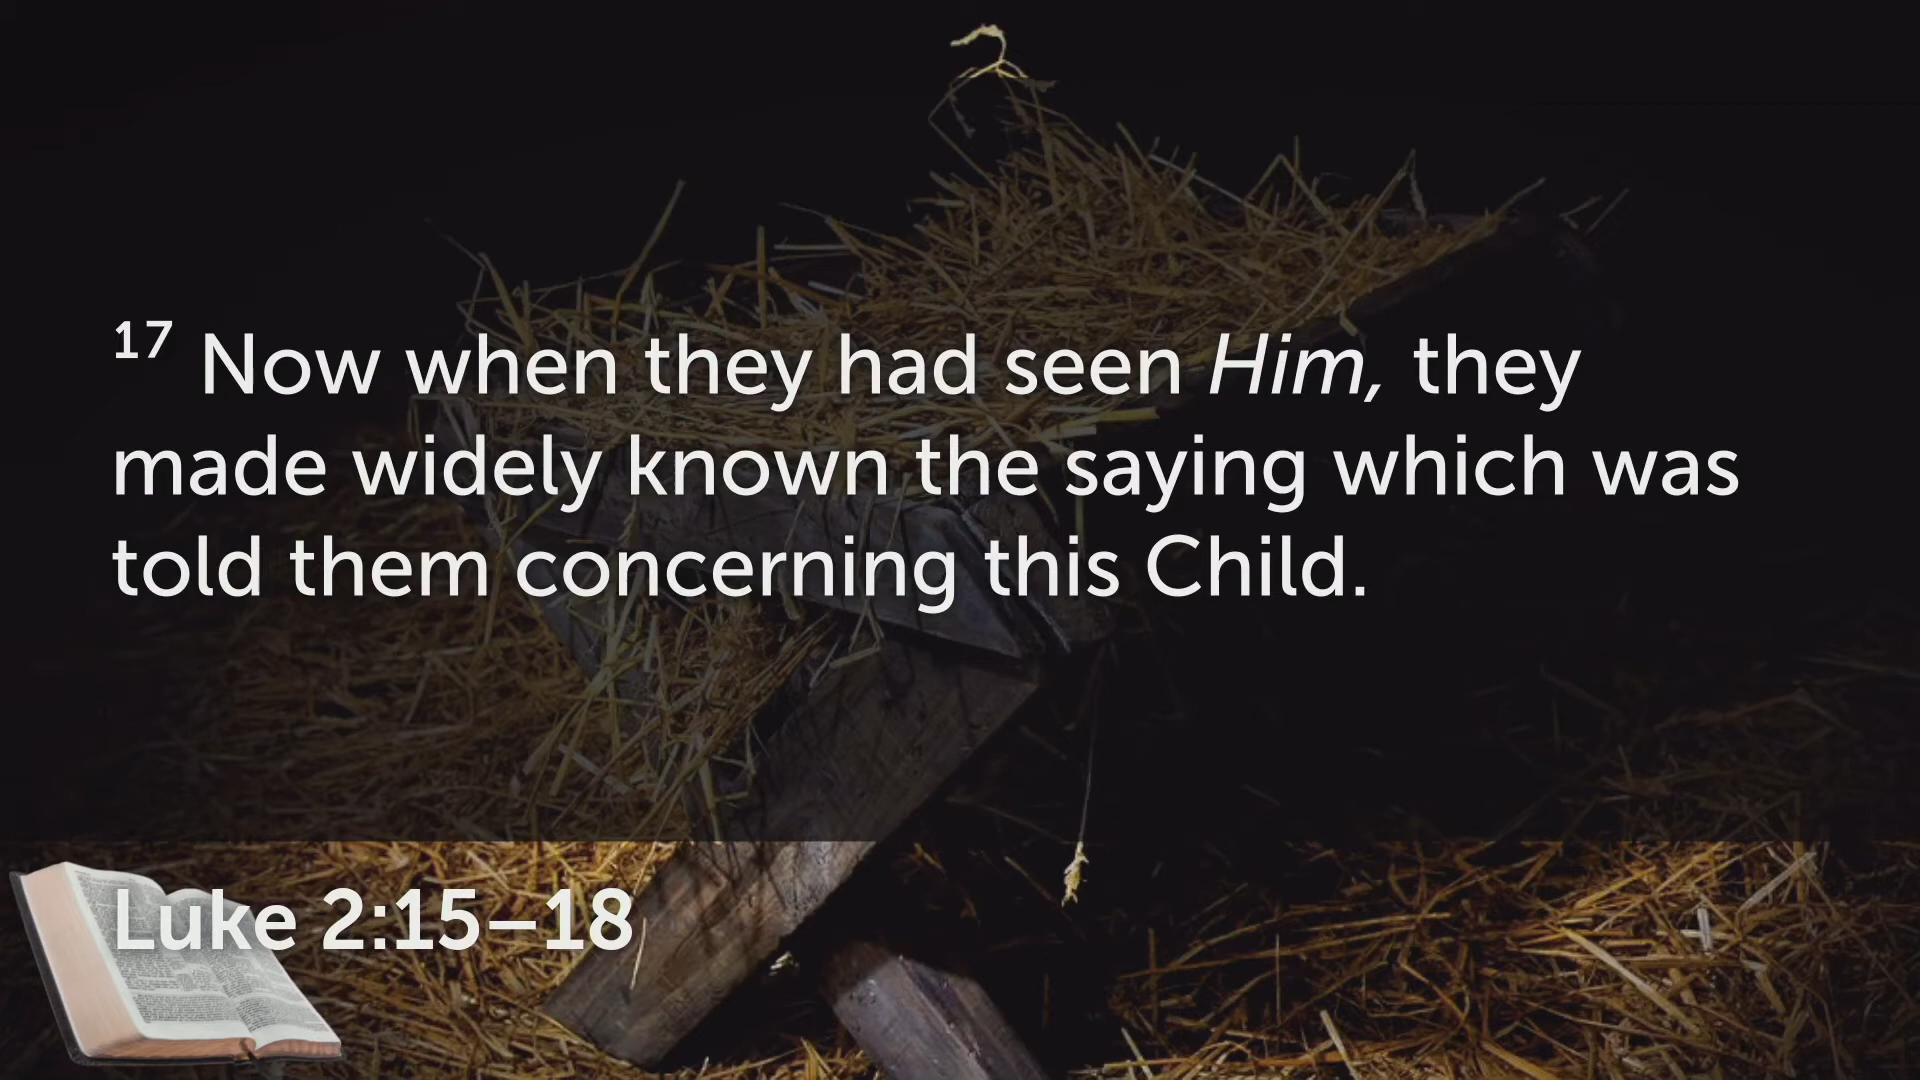 17 Now when they had seen Him, they
made widely known the saying which was
told them concerning this Child.
Luke 2:15–18